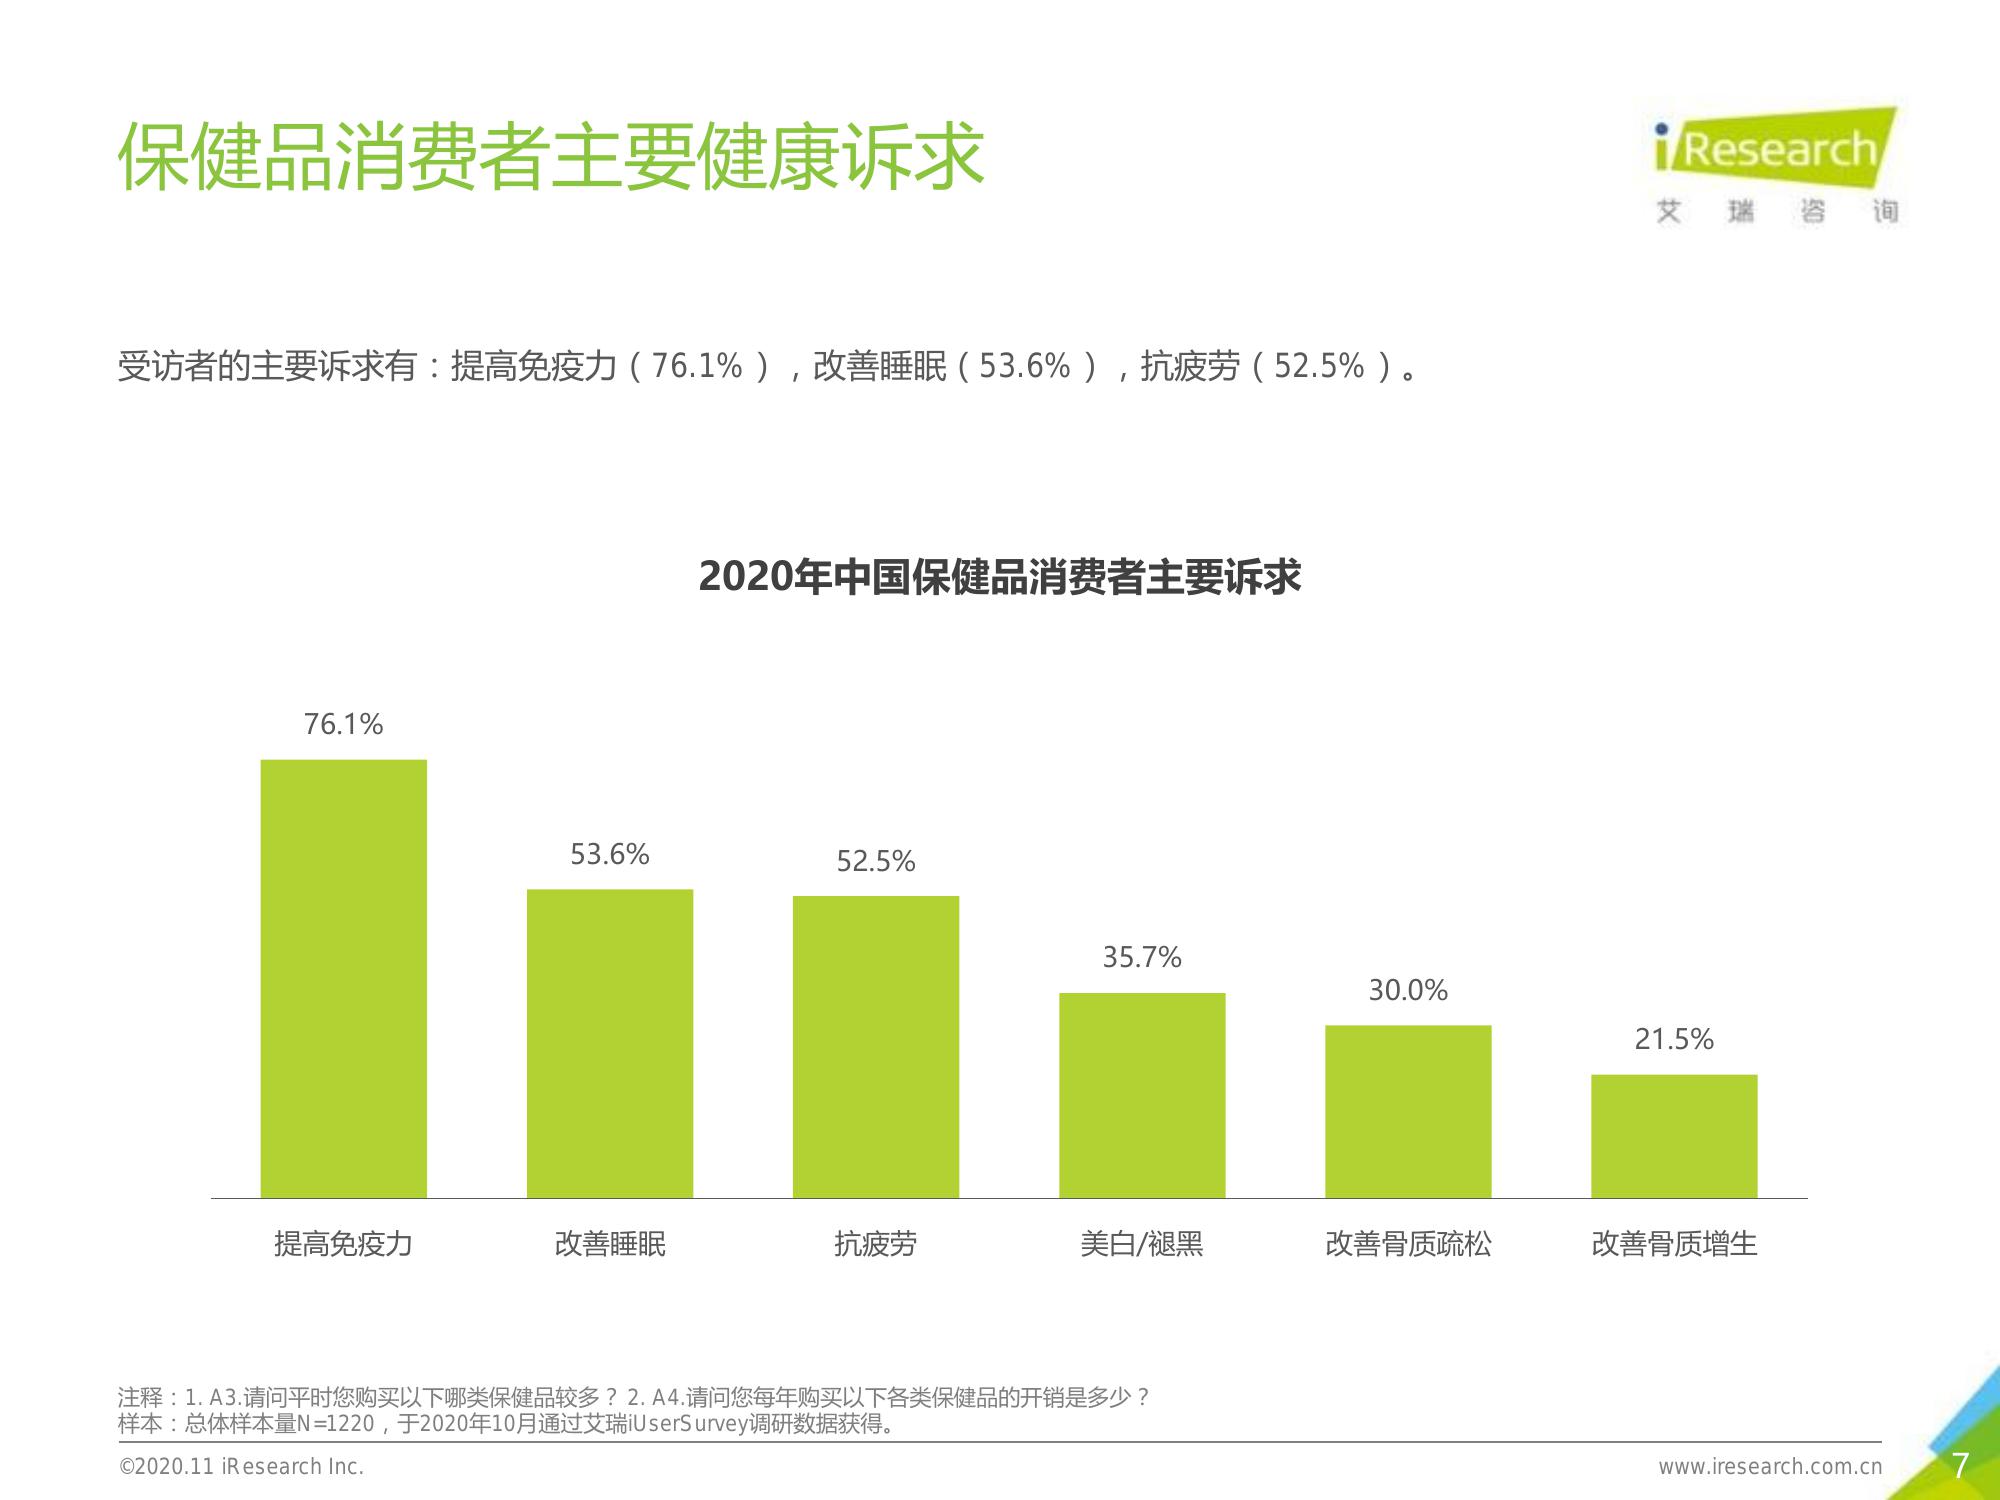 保健品消费者主要健康诉求
iResearch
艾瑞咨询
受访者的主要诉求有：提高免疫力（76.1%），改善睡眠（53.6%），抗疲劳（52.5%）。
2020年中国保健品消费者主要诉求
76.1%
53.6%
52.5%
35.7%
30.0%
21.5%
提高免疫力
改善睡眠
抗疲劳
美白/褪黑
改善骨质疏松
改善骨质增生
注释：1. A3.请问平时您购买以下哪类保健品较多？2. A4.请问您每年购买以下各类保健品的开销是多少？
样本：总体样本量N=1220，于2020年10月通过艾瑞iUserSurvey调研数据获得。
©2020.11 iResearch Inc.
www.iresearch.com.cn
7